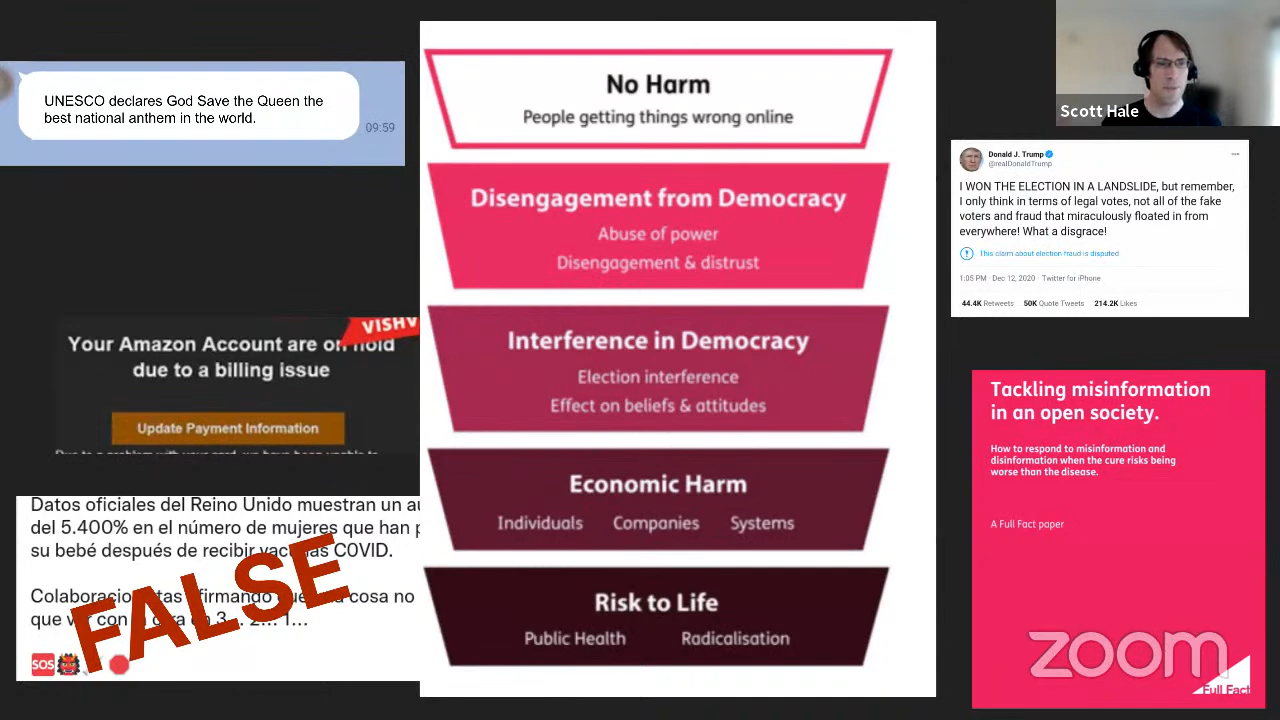 UNESCO declares God Save the Queen the
best national anthem in the world.
09:59
Your Amazon Account are on hold
due to a billing issue
Update Payment Information
Datos oficiales del Reino Unido muestran un
del 5.400% en el número de mujeres que han
su bebé después de recibir vacunas COVID.
que
3... 2... 1...
FALSE
SOS
No Harm
People getting things wrong online
Disengagement from Democracy
Abuse of power
Disengagement & distrust
Interference in Democracy
Election interference
Effect on beliefs & attitudes
Economic Harm
Individuals Companies Systems
Risk to Life
Public Health Radicalisation
Scott Hale
Donald J. Trump
@realDonaldTrump
I WON THE ELECTION IN A LANDSLIDE, but remember,
I only think in terms of legal votes, not all of the fake
voters and fraud that miraculously floated in from
everywhere! What a disgrace!
This claim about election fraud is disputed
1:05 PM · Dec 12, 2020 · Twitter for iPhone
44.4K Retweets 50K Quote Tweets 214.2K Likes
Tackling misinformation
in an open society.
How to respond to misinformation and
disinformation when the cure risks being
worse than the disease.
A Full Fact paper
zoom
Full Fact